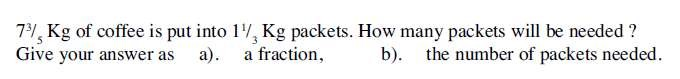 7³/₅ Kg of coffee is put into 1¹/₃ Kg packets. How many packets will be needed ?
Give your answer as a). a fraction, b). the number of packets needed.